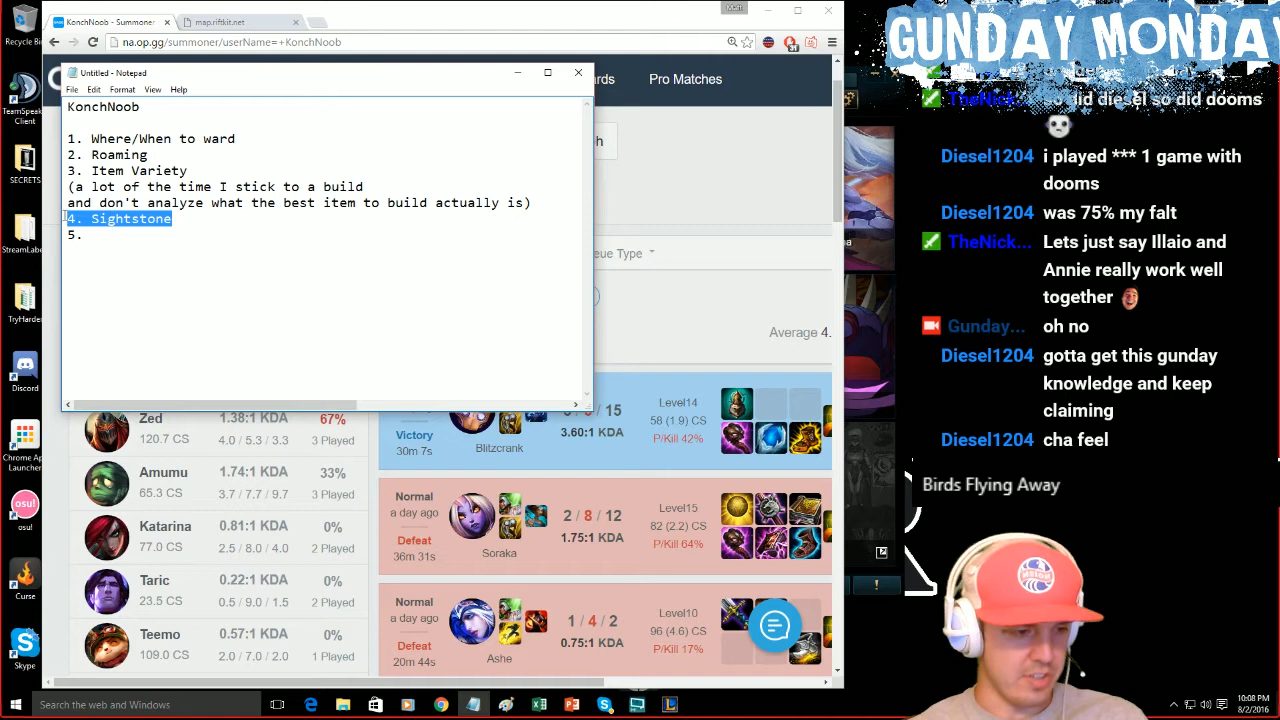 Recycle Bin
TeamSpeak Client
SECRETS
StreamLabe
TryHarder
Discord
Chrome App Launcher
osu!
osu!
Curse
Skype
KonchNoob - Summoner
map.riftkit.net
Matt
na.op.gg/summoner/userName=+KonchNoob
Pro Matches
Untitled - Notepad
File Edit Format View Help
KonchNoob
1. Where/When to ward
2. Roaming
3. Item Variety
(a lot of the time I stick to a build
and don't analyze what the best item to build actually is)
4. Sightstone
5.
ueue Type
Average 4.
Zed
120.7 CS
1.38:1 KDA
4.0 / 5.3 / 3.3
67%
3 Played
Amumu
65.3 CS
1.74:1 KDA
3.7 / 7.7 / 9.7
33%
3 Played
Katarina
77.0 CS
0.81:1 KDA
2.5 / 8.0 / 4.0
0%
2 Played
Taric
23.5 CS
0.22:1 KDA
0.5 / 9.0 / 1.5
0%
2 Played
Teemo
109.0 CS
0.57:1 KDA
2.0 / 7.0 / 2.0
0%
1 Played
Victory
30m 7s
Blitzcrank
/ 15
3.60:1 KDA
Level14
58 (1.9) CS
P/Kill 42%
Normal
a day ago
Defeat
36m 31s
Soraka
2 / 8 / 12
1.75:1 KDA
Level15
82 (2.2) CS
P/Kill 64%
Normal
a day ago
Defeat
20m 44s
Ashe
1 / 4 / 2
0.75:1 KDA
Level10
96 (4.6) CS
P/Kill 17%
GUNDAY MONDA
did diesel so did dooms
Diesel1204 i played *** 1 game with
dooms
Diesel1204 was 75% my falt
TheNick... Lets just say Illaio and
Annie really work well
together
Gunday... oh no
Diesel1204 gotta get this gunday
knowledge and keep
claiming
Diesel1204 cha feel
Birds Flying Away
Search the web and Windows
10:08 PM
8/2/2016